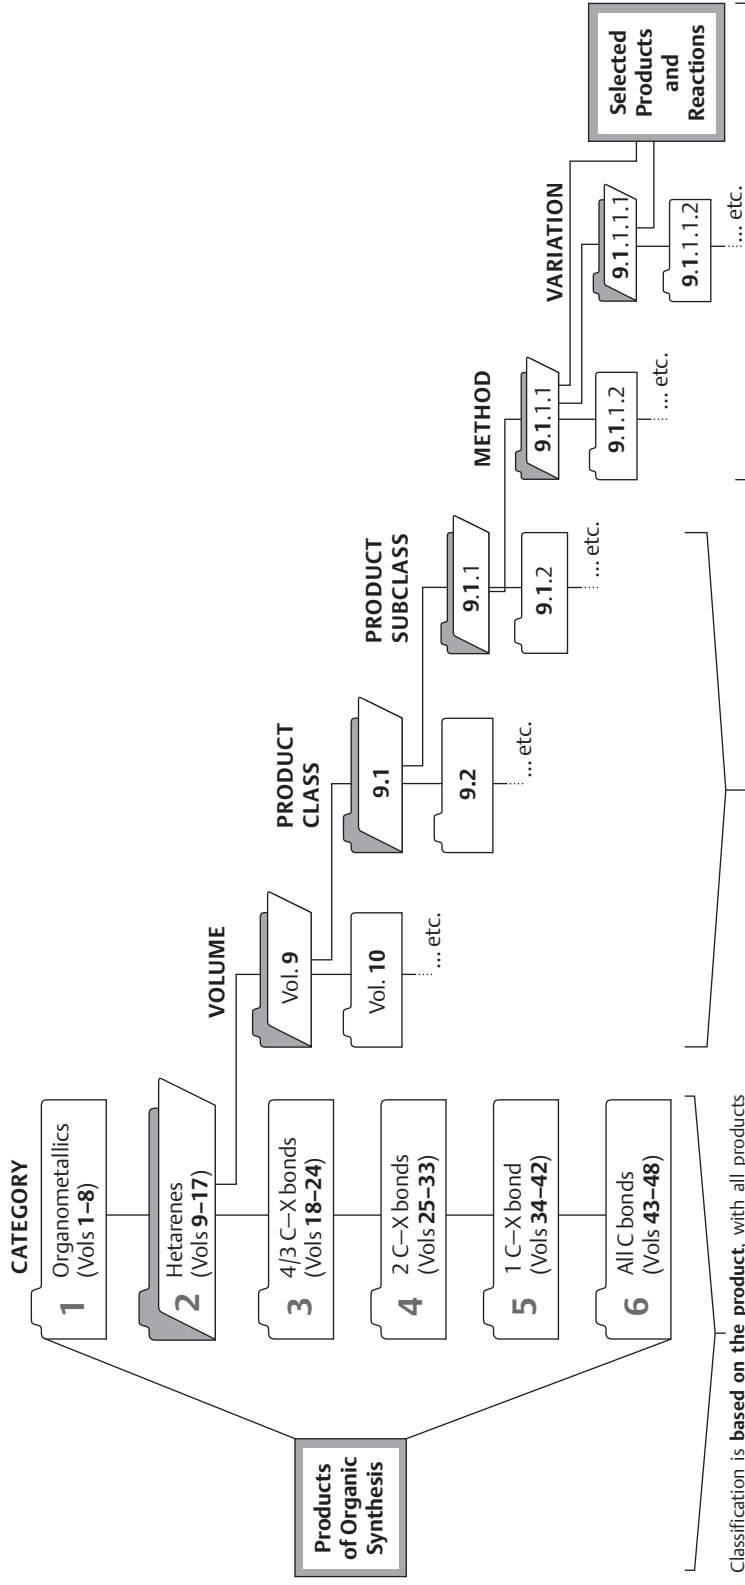 Products
of Organic
Synthesis
CATEGORY
1 Organometallics
(Vols 1–8)
2 Hetarenes
(Vols 9–17)
3 4/3 C–X bonds
(Vols 18–24)
4 2 C–X bonds
(Vols 25–33)
5 1 C–X bond
(Vols 34–42)
6 All C bonds
(Vols 43–48)
VOLUME
Vol. 9
Vol. 10
... etc.
PRODUCT
CLASS
9.1
9.2
... etc.
PRODUCT
SUBCLASS
9.1.1
9.1.2
... etc.
METHOD
9.1.1.1
9.1.1.2
... etc.
VARIATION
9.1.1.1.1
9.1.1.1.2
... etc.
Selected
Products
and
Reactions
Classification is based on the product, with all products